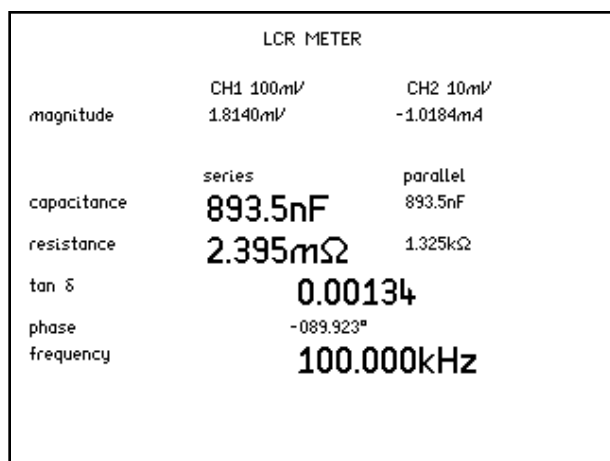 LCR METER
CH1 100mV CH2 10mV
magnitude 1.8140mV -1.0184mA
series parallel
capacitance 893.5nF 893.5nF
resistance 2.395mΩ 1.325kΩ
tan δ 0.00134
phase -089.923°
frequency 100.000kHz